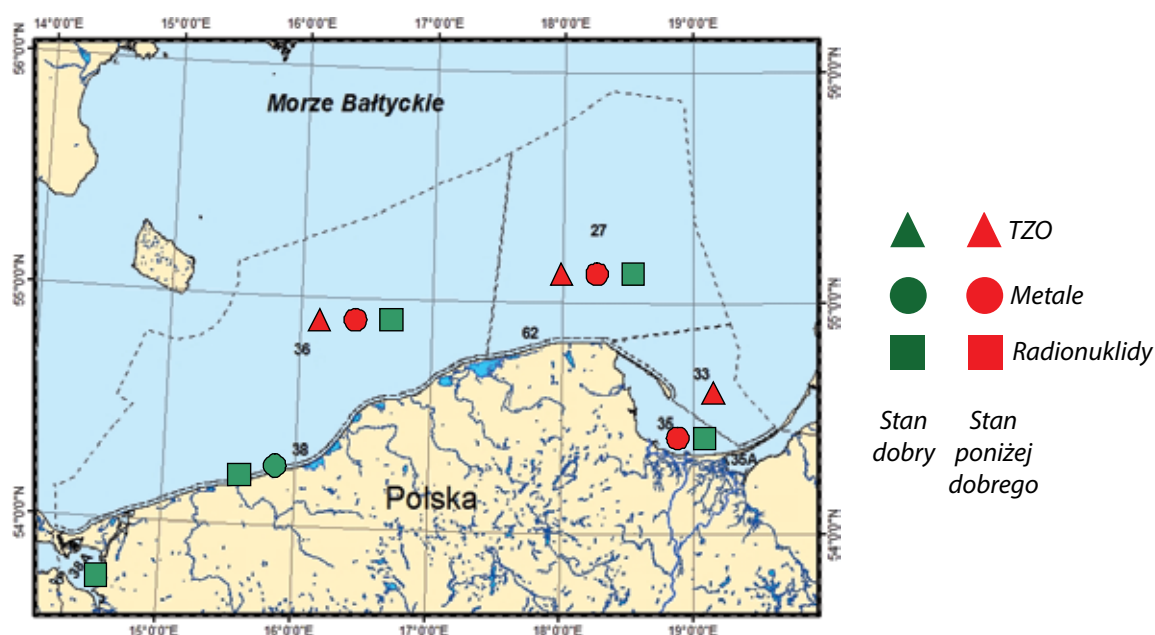 14°0'0"E 15°0'0"E 16°0'0"E 17°0'0"E 18°0'0"E 19°0'0"E
56°0'0"N
56°0'0"N
Morze Bałtyckie
27
TZO
55°0'0"N
55°0'0"N
Metale
62
36
Radionuklidy
33
35
38
35A
Stan dobry
Stan poniżej dobrego
Polska
54°0'0"N
54°0'0"N
38A
15°0'0"E 16°0'0"E 17°0'0"E 18°0'0"E 19°0'0"E